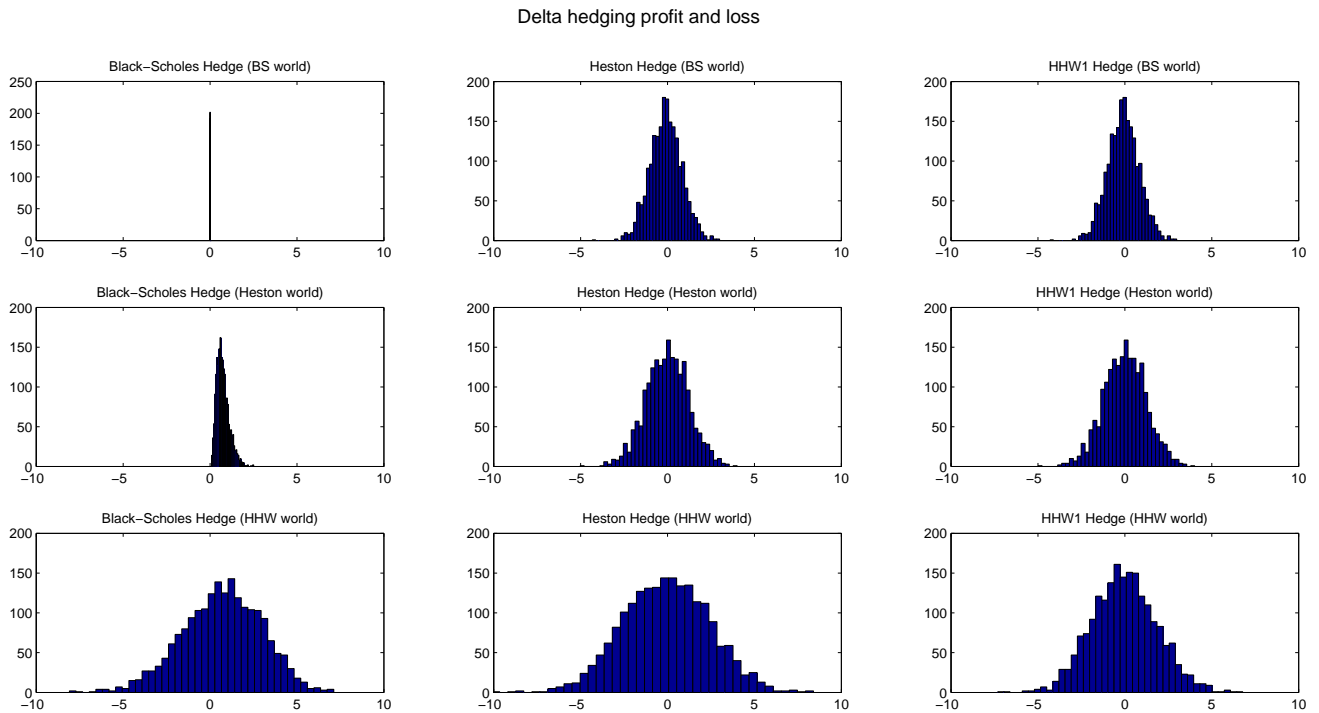 Delta hedging profit and loss
Black−Scholes Hedge (BS world)
250
200
150
100
50
0
−10 −5 0 5 10
Heston Hedge (BS world)
200
150
100
50
0
−10 −5 0 5 10
HHW1 Hedge (BS world)
200
150
100
50
0
−10 −5 0 5 10
Black−Scholes Hedge (Heston world)
200
150
100
50
0
−10 −5 0 5 10
Heston Hedge (Heston world)
200
150
100
50
0
−10 −5 0 5 10
HHW1 Hedge (Heston world)
200
150
100
50
0
−10 −5 0 5 10
Black−Scholes Hedge (HHW world)
200
150
100
50
0
−10 −5 0 5 10
Heston Hedge (HHW world)
200
150
100
50
0
−10 −5 0 5 10
HHW1 Hedge (HHW world)
200
150
100
50
0
−10 −5 0 5 10